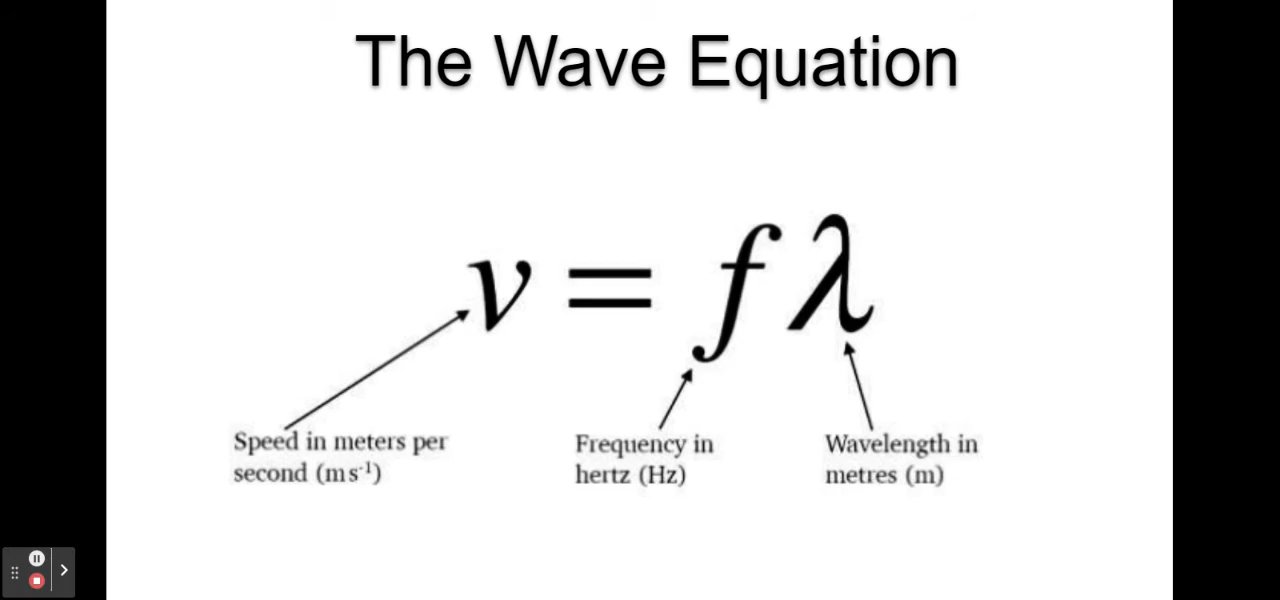 The Wave Equation
v = fλ
Speed in meters per
second (m s⁻¹)
Frequency in
hertz (Hz)
Wavelength in
metres (m)